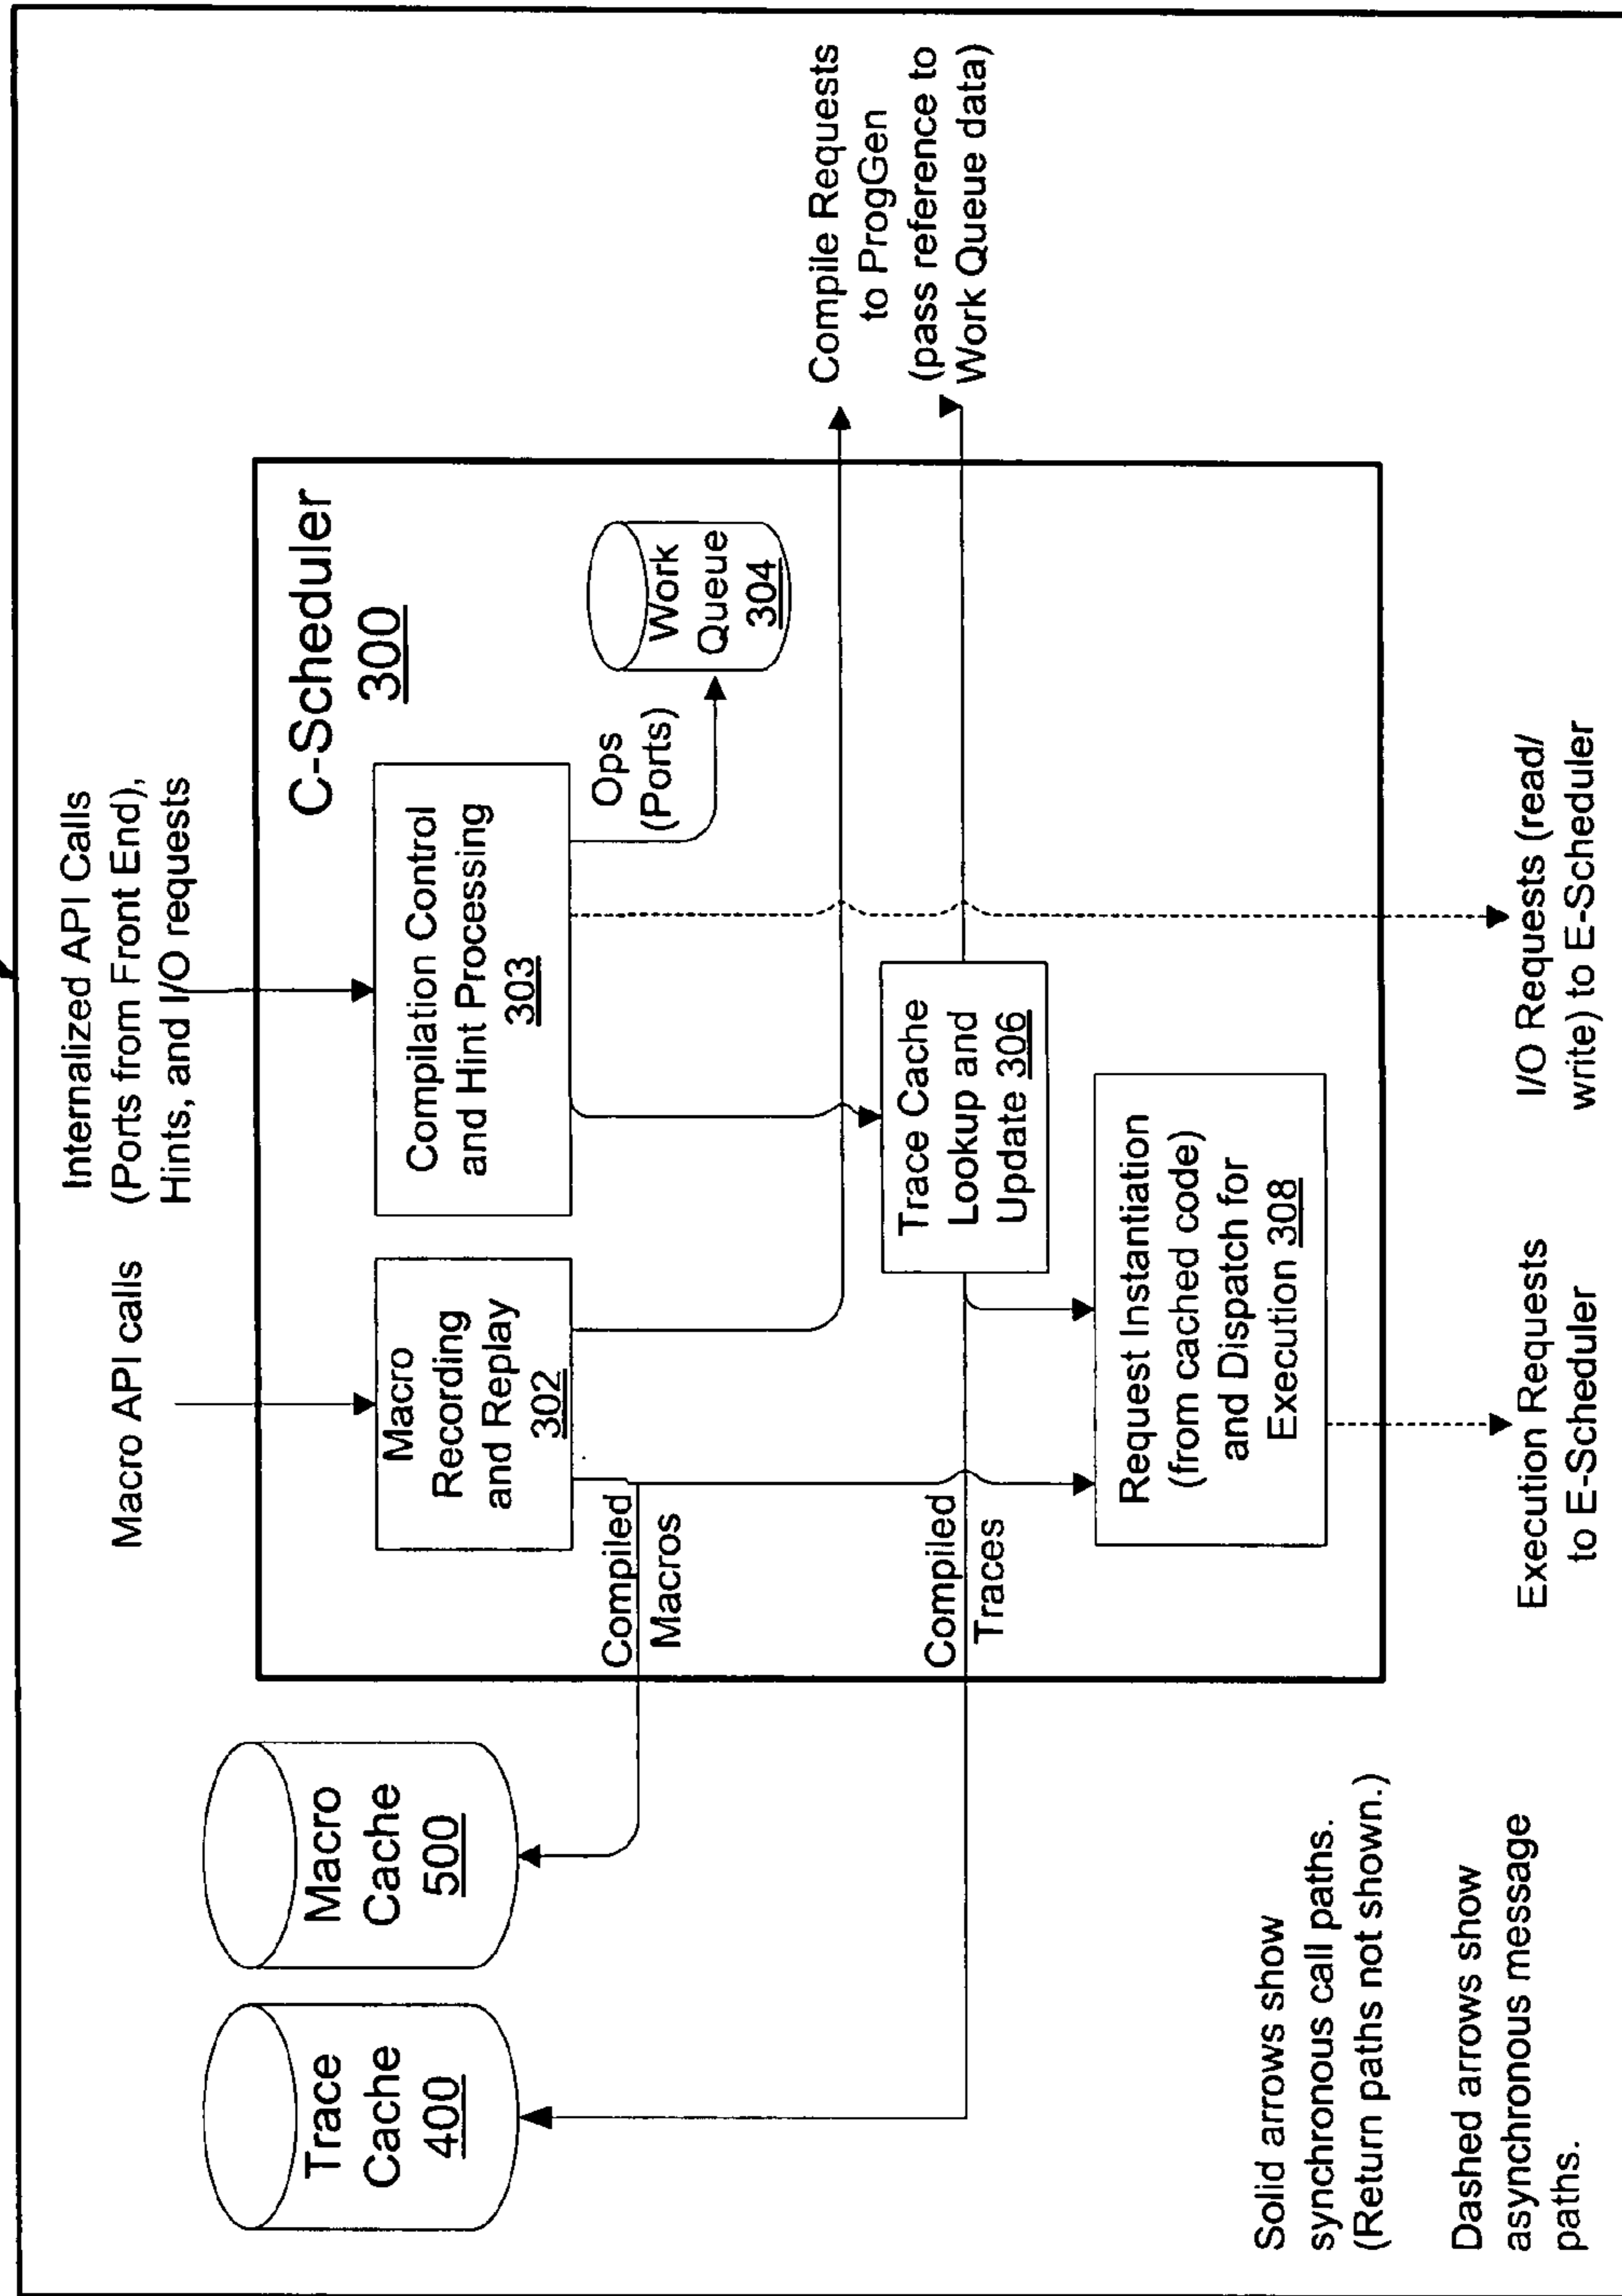 Macro API calls
Internalized API Calls
(Ports from Front End),
Hints, and I/O requests
Trace
Cache
400
Macro
Cache
500
C-Scheduler
300
Macro
Recording
and Replay
302
Compilation Control
and Hint Processing
303
Ops
(Ports)
Work
Queue
304
Compiled
Macros
Compile Requests
to ProgGen
(pass reference to
Work Queue data)
Trace Cache
Lookup and
Update 306
Compiled
Traces
Request Instantiation
(from cached code)
and Dispatch for
Execution 308
Execution Requests
to E-Scheduler
I/O Requests (read/
write) to E-Scheduler
Solid arrows show
synchronous call paths.
(Return paths not shown.)
Dashed arrows show
asynchronous message
paths.